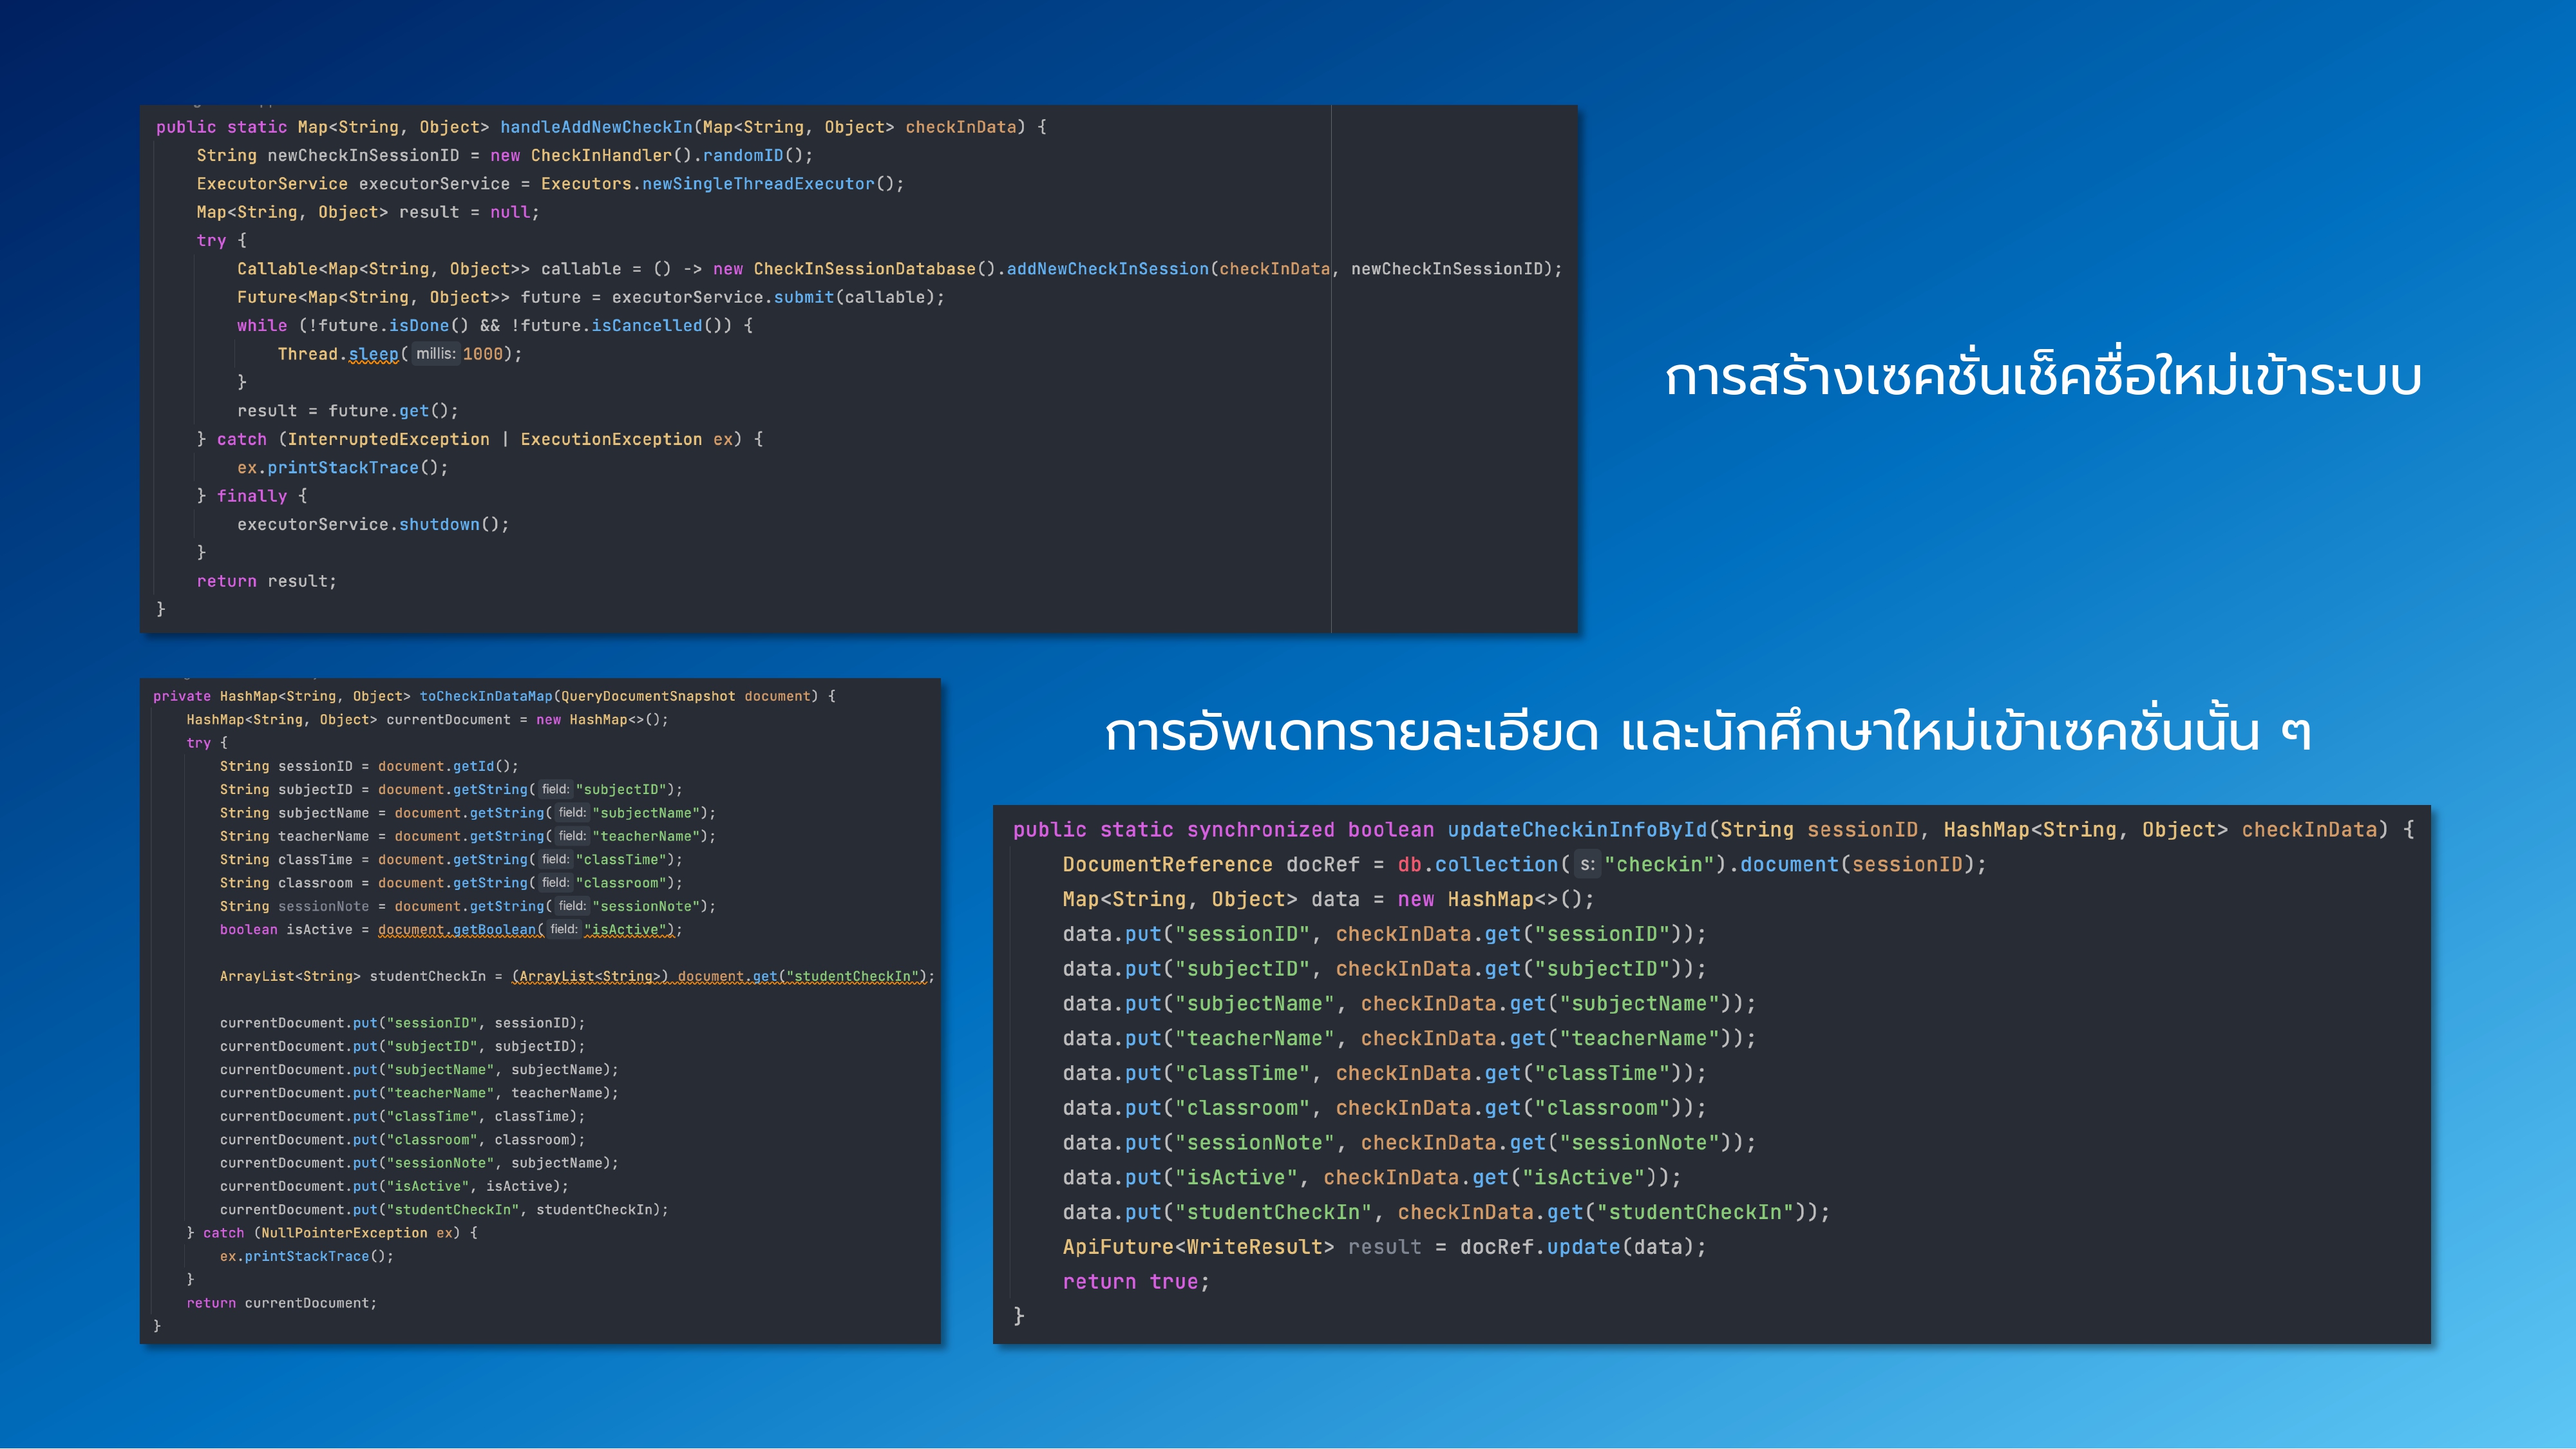 public static Map<String, Object> handleAddNewCheckIn(Map<String, Object> checkInData) {
String newCheckInSessionID = new CheckInHandler().randomID();
ExecutorService executorService = Executors.newSingleThreadExecutor();
Map<String, Object> result = null;
try {
Callable<Map<String, Object>> callable = () -> new CheckInSessionDatabase().addNewCheckInSession(checkInData, newCheckInSessionID);
Future<Map<String, Object>> future = executorService.submit(callable);
while (!future.isDone() && !future.isCancelled()) {
Thread.sleep( millis: 1000);
}
result = future.get();
} catch (InterruptedException | ExecutionException ex) {
ex.printStackTrace();
} finally {
executorService.shutdown();
}
return result;
}
การสร้างเซคชั่นเช็คชื่อใหม่เข้าระบบ
private HashMap<String, Object> toCheckInDataMap(QueryDocumentSnapshot document) {
HashMap<String, Object> currentDocument = new HashMap<>();
try {
String sessionID = document.getId();
String subjectID = document.getString( field: "subjectID");
String subjectName = document.getString( field: "subjectName");
String teacherName = document.getString( field: "teacherName");
String classTime = document.getString( field: "classTime");
String classroom = document.getString( field: "classroom");
String sessionNote = document.getString( field: "sessionNote");
boolean isActive = document.getBoolean( field: "isActive");
ArrayList<String> studentCheckIn = (ArrayList<String>) document.get("studentCheckIn");
currentDocument.put("sessionID", sessionID);
currentDocument.put("subjectID", subjectID);
currentDocument.put("subjectName", subjectName);
currentDocument.put("teacherName", teacherName);
currentDocument.put("classTime", classTime);
currentDocument.put("classroom", classroom);
currentDocument.put("sessionNote", subjectName);
currentDocument.put("isActive", isActive);
currentDocument.put("studentCheckIn", studentCheckIn);
} catch (NullPointerException ex) {
ex.printStackTrace();
}
return currentDocument;
}
การอัพเดทรายละเอียด และนักศึกษาใหม่เข้าเซคชั่นนั้น ๆ
public static synchronized boolean updateCheckinInfoById(String sessionID, HashMap<String, Object> checkInData) {
DocumentReference docRef = db.collection( s: "checkin").document(sessionID);
Map<String, Object> data = new HashMap<>();
data.put("sessionID", checkInData.get("sessionID"));
data.put("subjectID", checkInData.get("subjectID"));
data.put("subjectName", checkInData.get("subjectName"));
data.put("teacherName", checkInData.get("teacherName"));
data.put("classTime", checkInData.get("classTime"));
data.put("classroom", checkInData.get("classroom"));
data.put("sessionNote", checkInData.get("sessionNote"));
data.put("isActive", checkInData.get("isActive"));
data.put("studentCheckIn", checkInData.get("studentCheckIn"));
ApiFuture<WriteResult> result = docRef.update(data);
return true;
}